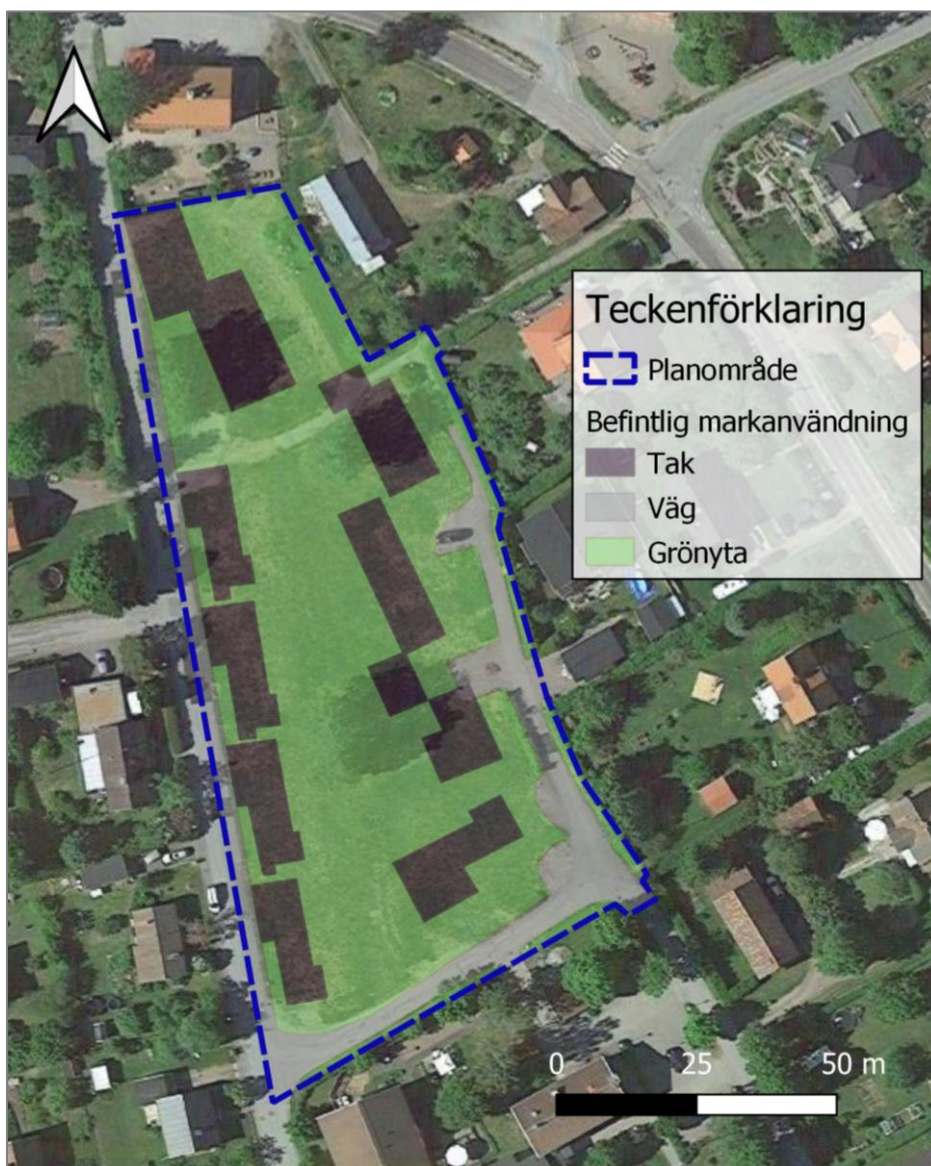 Teckenförklaring
Planområde
Befintlig markanvändning
Tak
Väg
Grönyta
0 25 50 m